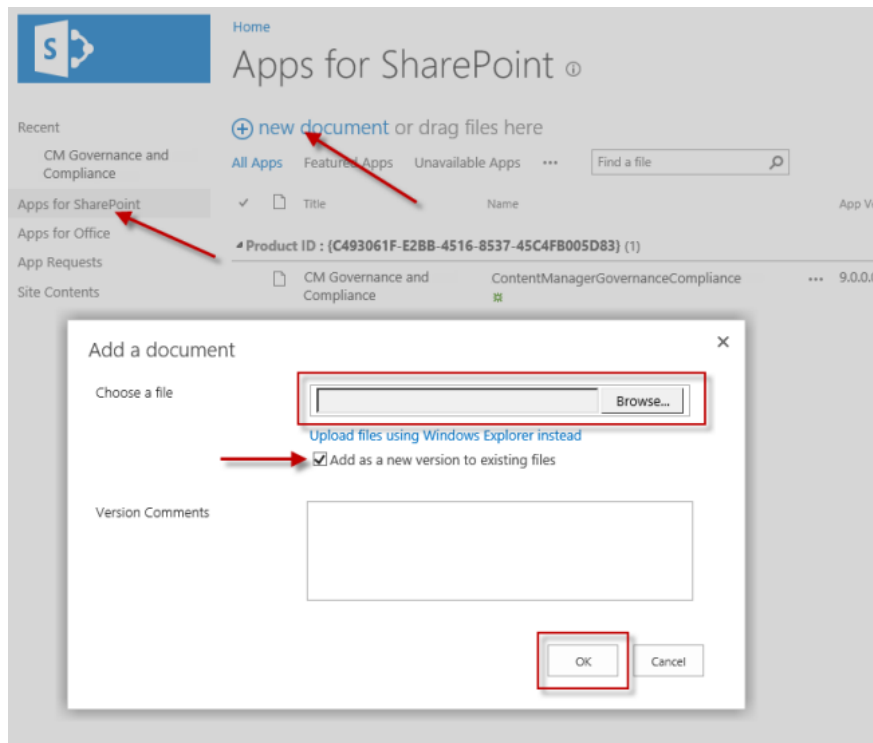 S
Home
Apps for SharePoint
Recent
CM Governance and
Compliance
Apps for SharePoint
Apps for Office
App Requests
Site Contents
new document or drag files here
All Apps Featured Apps Unavailable Apps ··· Find a file
Title Name App Ve
Product ID : {C493061F-E2BB-4516-8537-45C4FB005D83} (1)
CM Governance and
Compliance
ContentManagerGovernanceCompliance ··· 9.0.0.
Add a document
Choose a file
Browse...
Upload files using Windows Explorer instead
Add as a new version to existing files
Version Comments
OK Cancel